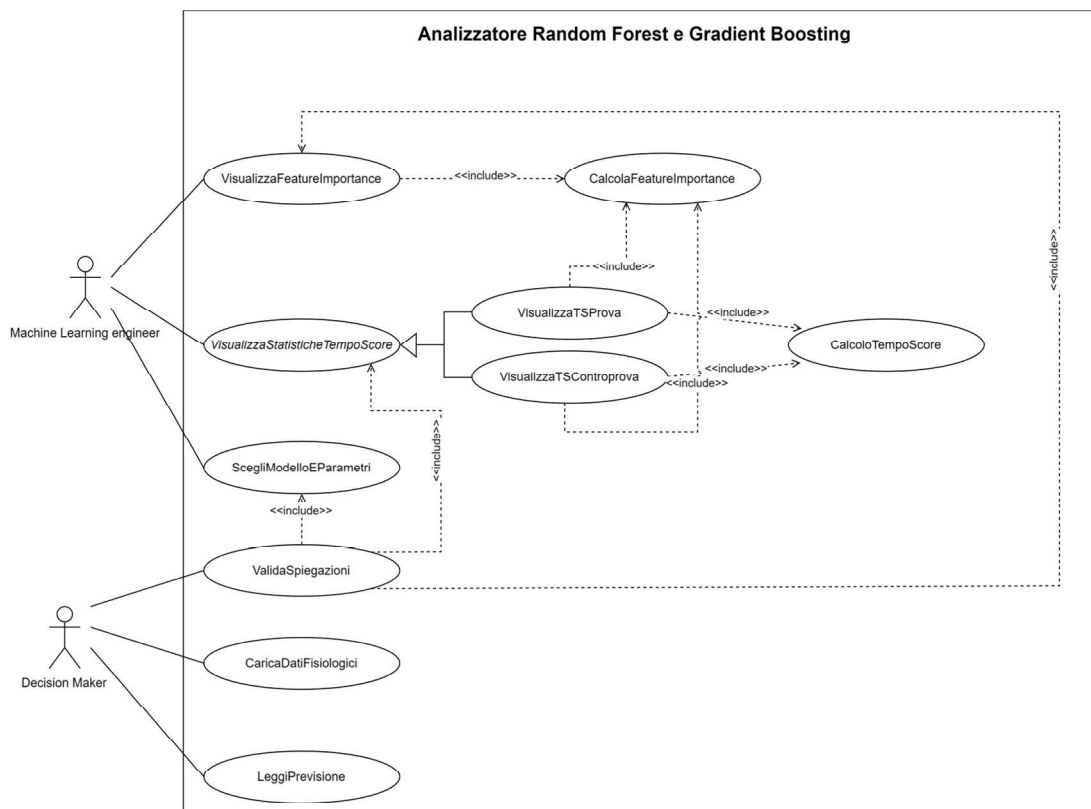 Analizzatore Random Forest e Gradient Boosting
VisualizzaFeatureImportance
<<include>>
CalcolaFeatureImportance
<<include>>
<<include>>
Machine Learning engineer
VisualizzaTSProva
<<include>>
VisualizzaStatisticheTempoScore
CalcoloTempoScore
VisualizzaTSControprova
<<include>>
<<include>>
<<include>>
ScegliModelloEParametri
<<include>>
ValidaSpiegazioni
CaricaDatiFisiologici
Decision Maker
LeggiPrevisione